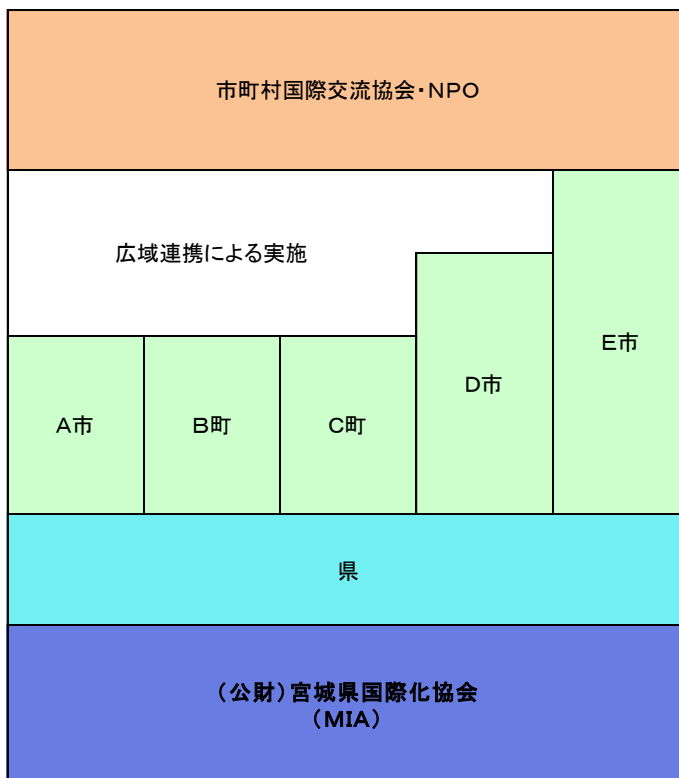 市町村国際交流協会・NPO
広域連携による実施
E市
D市
A市
B町
C町
県
（公財）宮城県国際化協会
（MIA）